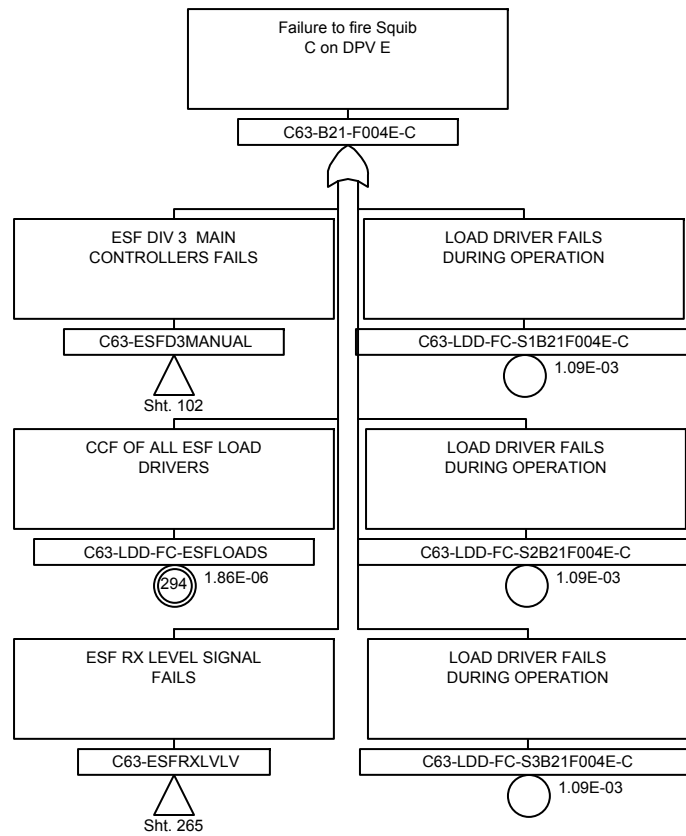 Failure to fire Squib
C on DPV E
C63-B21-F004E-C
ESF DIV 3 MAIN
CONTROLLERS FAILS
C63-ESFD3MANUAL
Sht. 102
LOAD DRIVER FAILS
DURING OPERATION
C63-LDD-FC-S1B21F004E-C
1.09E-03
CCF OF ALL ESF LOAD
DRIVERS
C63-LDD-FC-ESFLOADS
294
1.86E-06
LOAD DRIVER FAILS
DURING OPERATION
C63-LDD-FC-S2B21F004E-C
1.09E-03
ESF RX LEVEL SIGNAL
FAILS
C63-ESFRXLVLV
Sht. 265
LOAD DRIVER FAILS
DURING OPERATION
C63-LDD-FC-S3B21F004E-C
1.09E-03